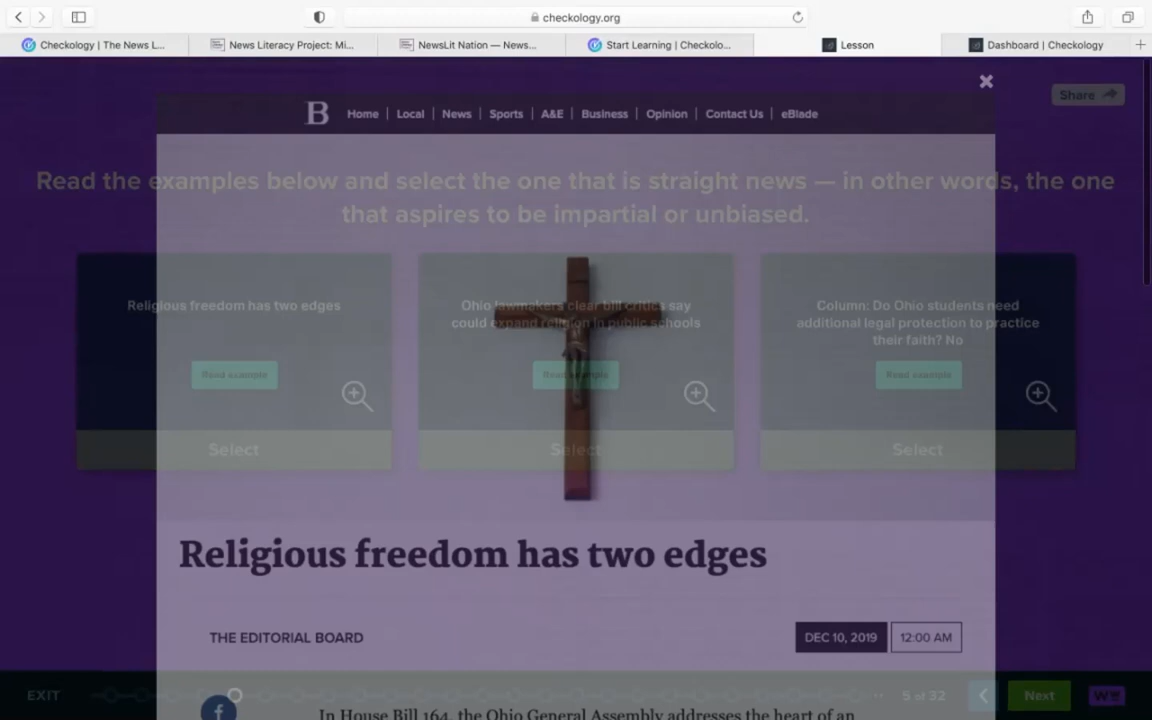 checkology.org
Checkology | The News L...
News Literacy Project: Mi...
NewsLit Nation — News...
Start Learning | Checkolo...
Lesson
Dashboard | Checkology
Share
B
Home | Local | News | Sports | A&E | Business | Opinion | Contact Us | eBlade
Read the examples below and select the one that is straight news — in other words, the one
that aspires to be impartial or unbiased.
Religious freedom has two edges
Read example
Select
Ohio lawmakers clear bill critics say
could expand religion in public schools
Read example
Select
Column: Do Ohio students need
additional legal protection to practice
their faith? No
Read example
Select
Religious freedom has two edges
THE EDITORIAL BOARD
DEC 10, 2019
12:00 AM
In House Bill 164, the Ohio General Assembly addresses the heart of an
EXIT
5 of 32
Next